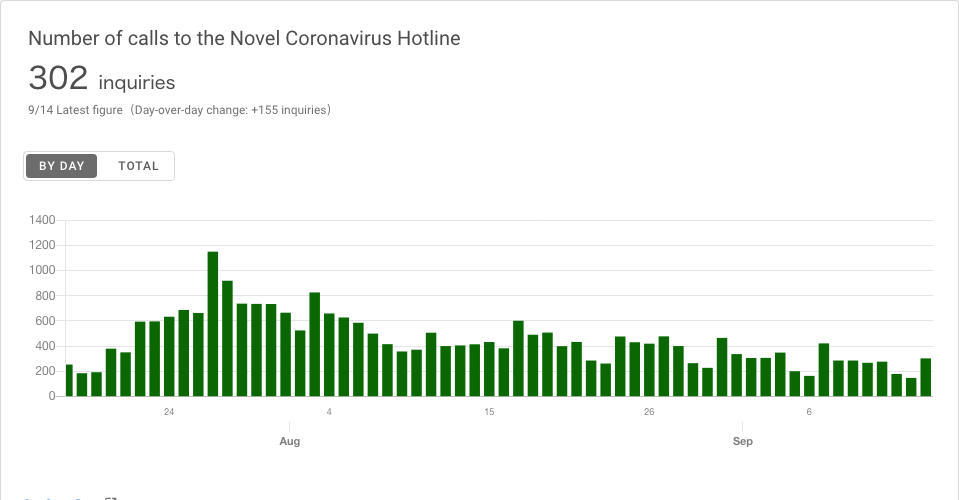 Number of calls to the Novel Coronavirus Hotline
302 inquiries
9/14 Latest figure（Day-over-day change: +155 inquiries）
BY DAY TOTAL
1400
1200
1000
800
600
400
200
0
24 4 15 26 6
Aug Sep